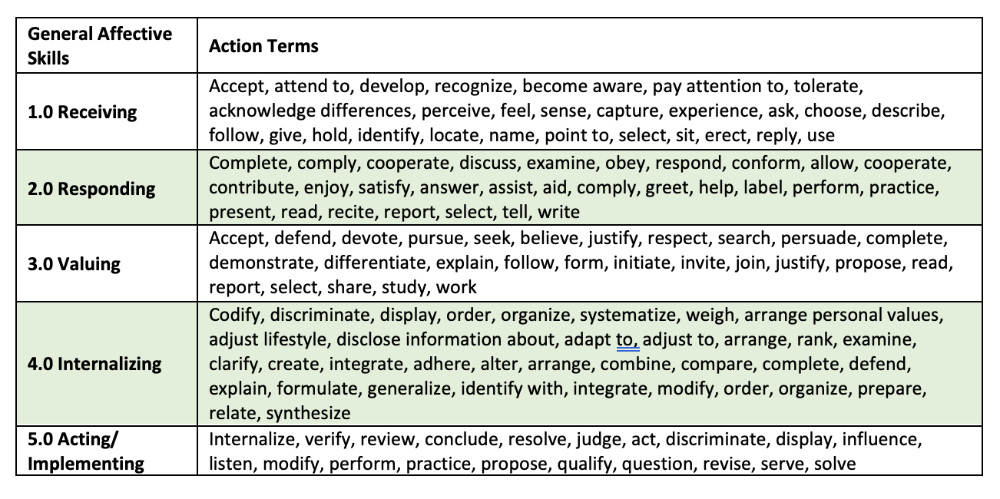 General Affective
Skills
Action Terms
1.0 Receiving
Accept, attend to, develop, recognize, become aware, pay attention to, tolerate,
acknowledge differences, perceive, feel, sense, capture, experience, ask, choose, describe,
follow, give, hold, identify, locate, name, point to, select, sit, erect, reply, use
2.0 Responding
Complete, comply, cooperate, discuss, examine, obey, respond, conform, allow, cooperate,
contribute, enjoy, satisfy, answer, assist, aid, comply, greet, help, label, perform, practice,
present, read, recite, report, select, tell, write
3.0 Valuing
Accept, defend, devote, pursue, seek, believe, justify, respect, search, persuade, complete,
demonstrate, differentiate, explain, follow, form, initiate, invite, join, justify, propose, read,
report, select, share, study, work
4.0 Internalizing
Codify, discriminate, display, order, organize, systematize, weigh, arrange personal values,
adjust lifestyle, disclose information about, adapt to, adjust to, arrange, rank, examine,
clarify, create, integrate, adhere, alter, arrange, combine, compare, complete, defend,
explain, formulate, generalize, identify with, integrate, modify, order, organize, prepare,
relate, synthesize
5.0 Acting/
Implementing
Internalize, verify, review, conclude, resolve, judge, act, discriminate, display, influence,
listen, modify, perform, practice, propose, qualify, question, revise, serve, solve